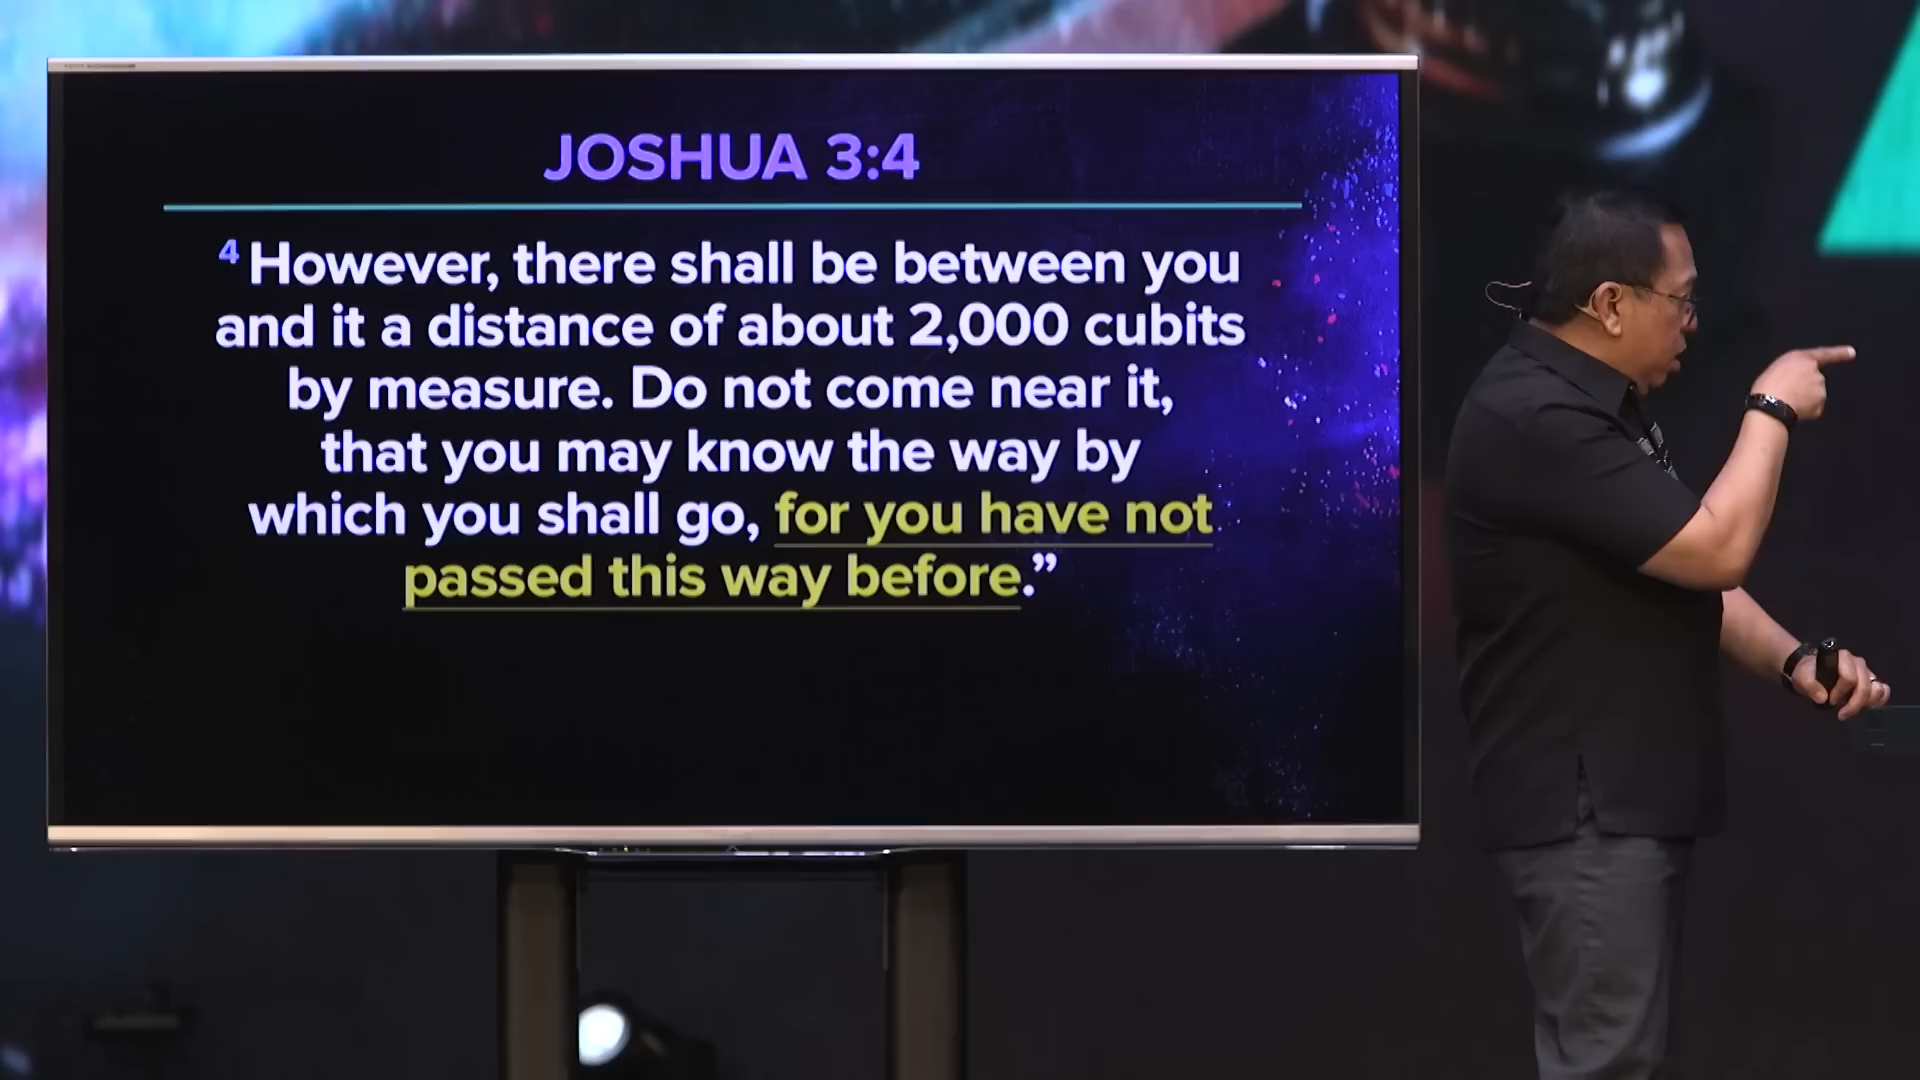 JOSHUA 3:4
4 However, there shall be between you
and it a distance of about 2,000 cubits
by measure. Do not come near it,
that you may know the way by
which you shall go, for you have not
passed this way before.”